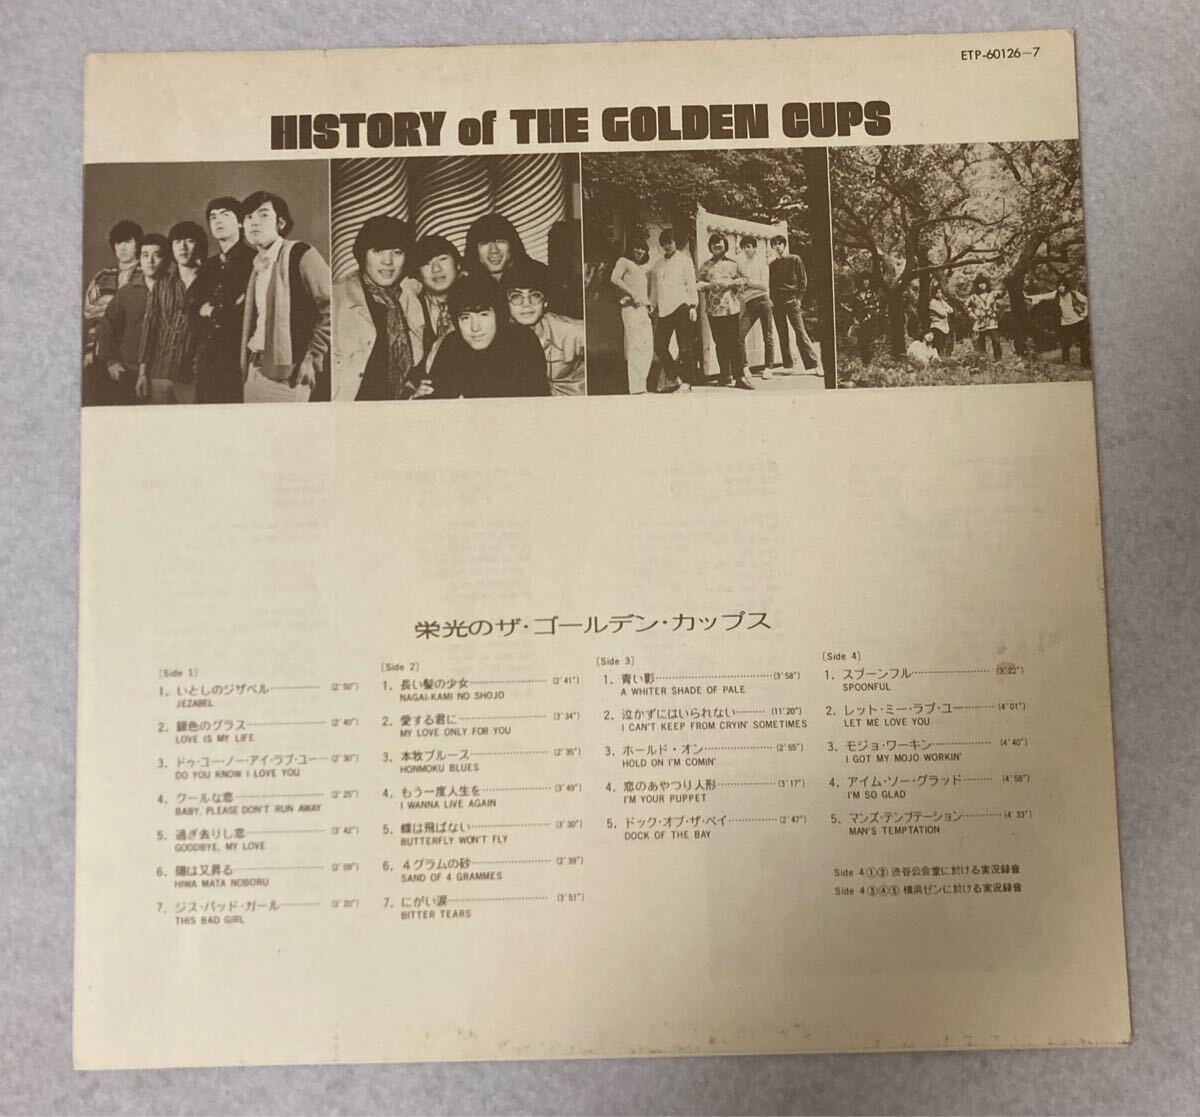 ETP-60126〜7
HISTORY of THE GOLDEN CUPS
栄光のザ・ゴールデン・カップス
[Side 1]
1. いとしのジザベル (2'50")
JEZABEL
2. 銀色のグラス (2'40")
LOVE IS MY LIFE
3. ドゥ・ユー・ノー・アイ・ラブ・ユー (2'30")
DO YOU KNOW I LOVE YOU
4. クールな恋 (2'25")
BABY, PLEASE DON'T RUN AWAY
5. 過ぎ去りし恋 (3'42")
GOODBYE, MY LOVE
6. 陽は又昇る (2'09")
HIWA MATA NOBORU
7. ジス・バッド・ガール (2'20")
THIS BAD GIRL
[Side 2]
1. 長い髪の少女 (2'41")
NAGAI-KAMI NO SHOJO
2. 愛する君に (3'34")
MY LOVE ONLY FOR YOU
3. 本牧ブルース (2'35")
HONMOKU BLUES
4. もう一度人生を (3'49")
I WANNA LIVE AGAIN
5. 蝶は飛ばない (3'30")
BUTTERFLY WON'T FLY
6. 4グラムの砂 (2'39")
SAND OF 4 GRAMMES
7. にがい涙 (3'51")
BITTER TEARS
[Side 3]
1. 青い影 (3'58")
A WHITER SHADE OF PALE
2. 泣かずにはいられない (11'20")
I CAN'T KEEP FROM CRYIN' SOMETIMES
3. ホールド・オン (2'55")
HOLD ON I'M COMIN'
4. 恋のあやつり人形 (3'17")
I'M YOUR PUPPET
5. ドック・オブ・ザ・ベイ (2'47")
DOCK OF THE BAY
[Side 4]
1. スプーンフル (3'22")
SPOONFUL
2. レット・ミー・ラブ・ユー (4'01")
LET ME LOVE YOU
3. モジョ・ワーキン (4'40")
I GOT MY MOJO WORKIN'
4. アイム・ソー・グラッド (4'58")
I'M SO GLAD
5. マンズ・テンプテーション (4'33")
MAN'S TEMPTATION
Side 4①② 渋谷公会堂に於ける実況録音
Side 4③④⑤ 横浜ゼンに於ける実況録音